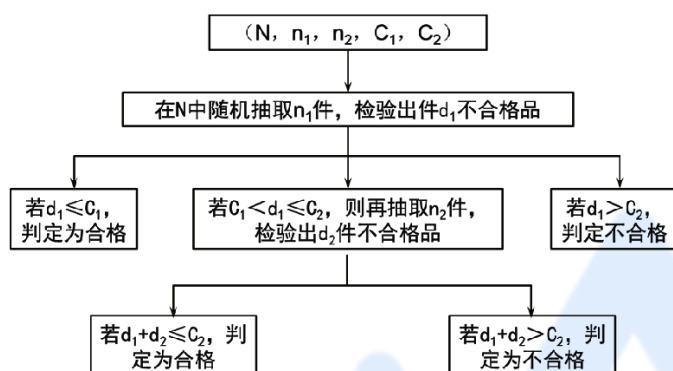 （N, n₁, n₂, C₁, C₂）
在N中随机抽取n₁件，检验出件d₁不合格品
若d₁≤C₁，
判定为合格
若C₁<d₁≤C₂，则再抽取n₂件，
检验出d₂件不合格品
若d₁>C₂，
判定不合格
若d₁+d₂≤C₂，判
定为合格
若d₁+d₂>C₂，判
定为不合格